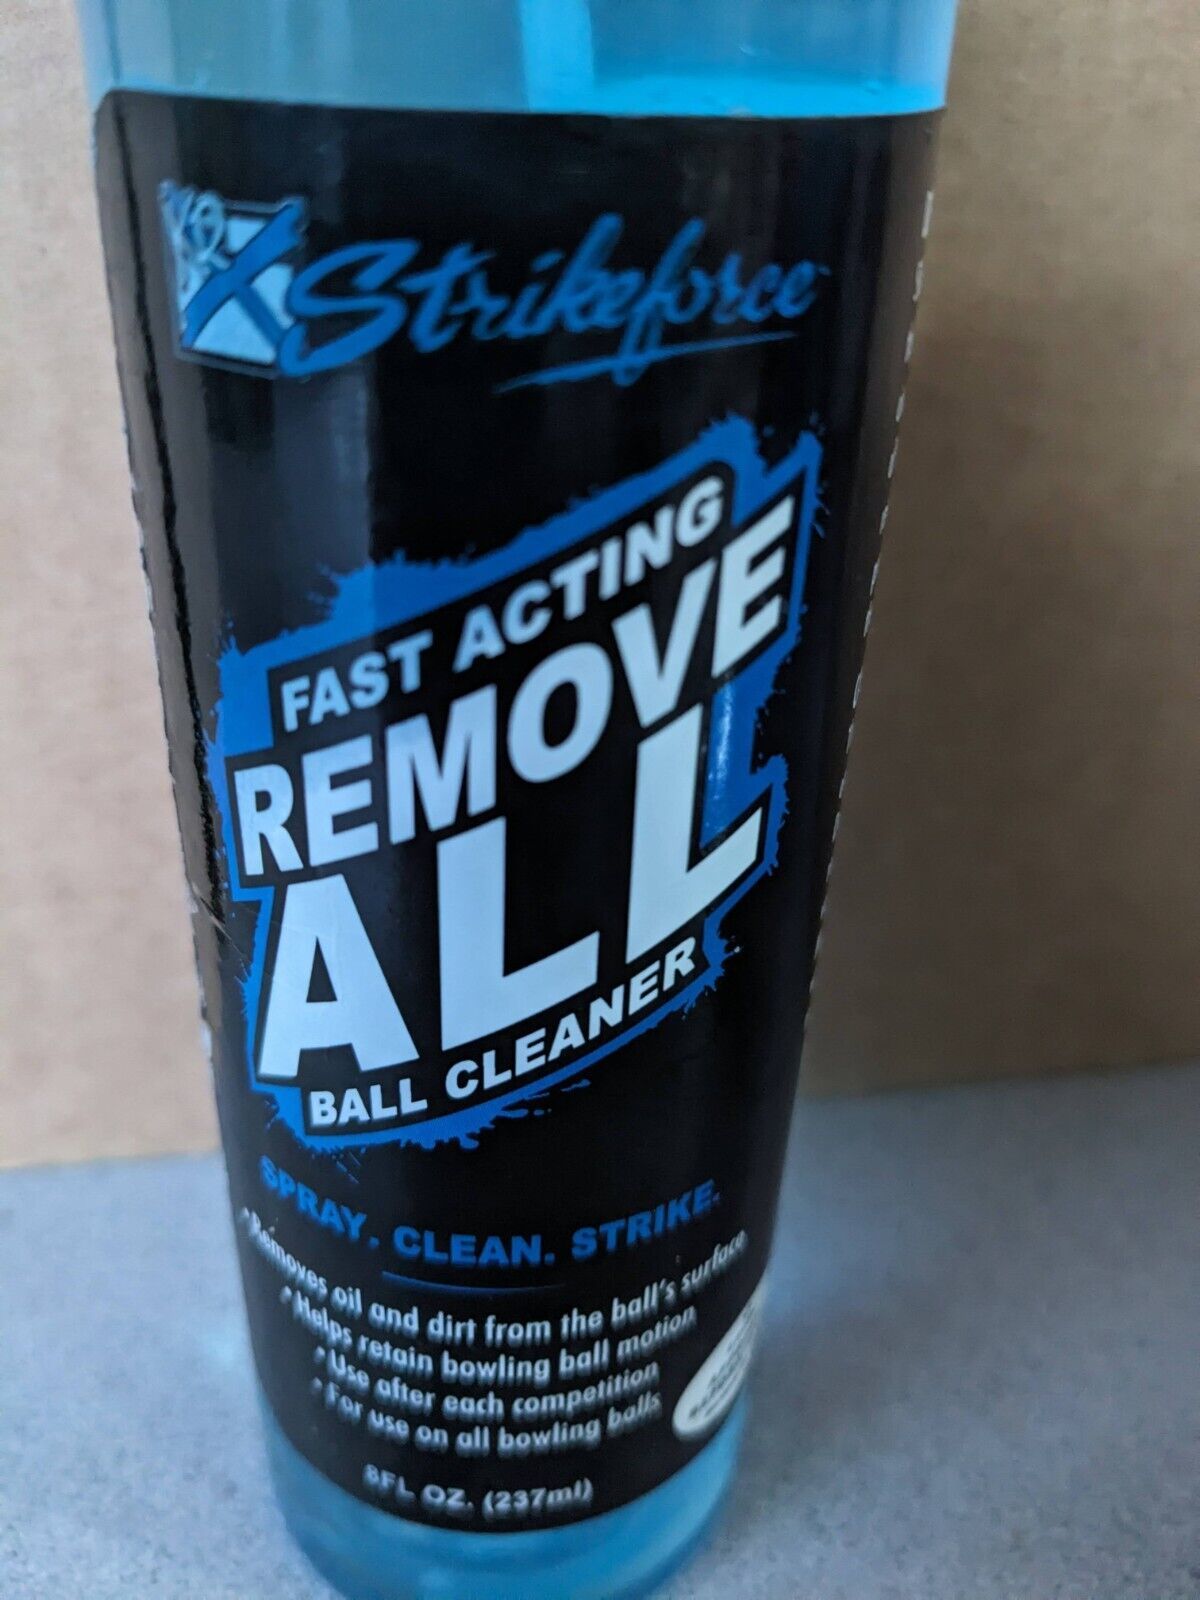 Strikeforce
FAST ACTING
REMOVE
ALL
BALL CLEANER
SPRAY. CLEAN. STRIKE.
• Removes oil and dirt from the ball's surface
• Helps retain bowling ball motion
• Use after each competition
• For use on all bowling balls
8FL OZ. (237ml)